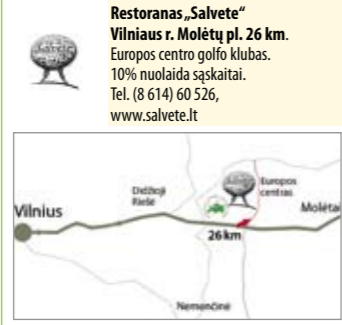 Restoranas „Salvete“
Vilniaus r. Molėtų pl. 26 km.
Europos centro golfo klubas.
10% nuolaida sąskaitai.
Tel. (8 614) 60 526,
www.salvete.lt
Didžioji
Riešė
Europos
centras
Vilnius
Molėtai
26 km
Nemenčinė